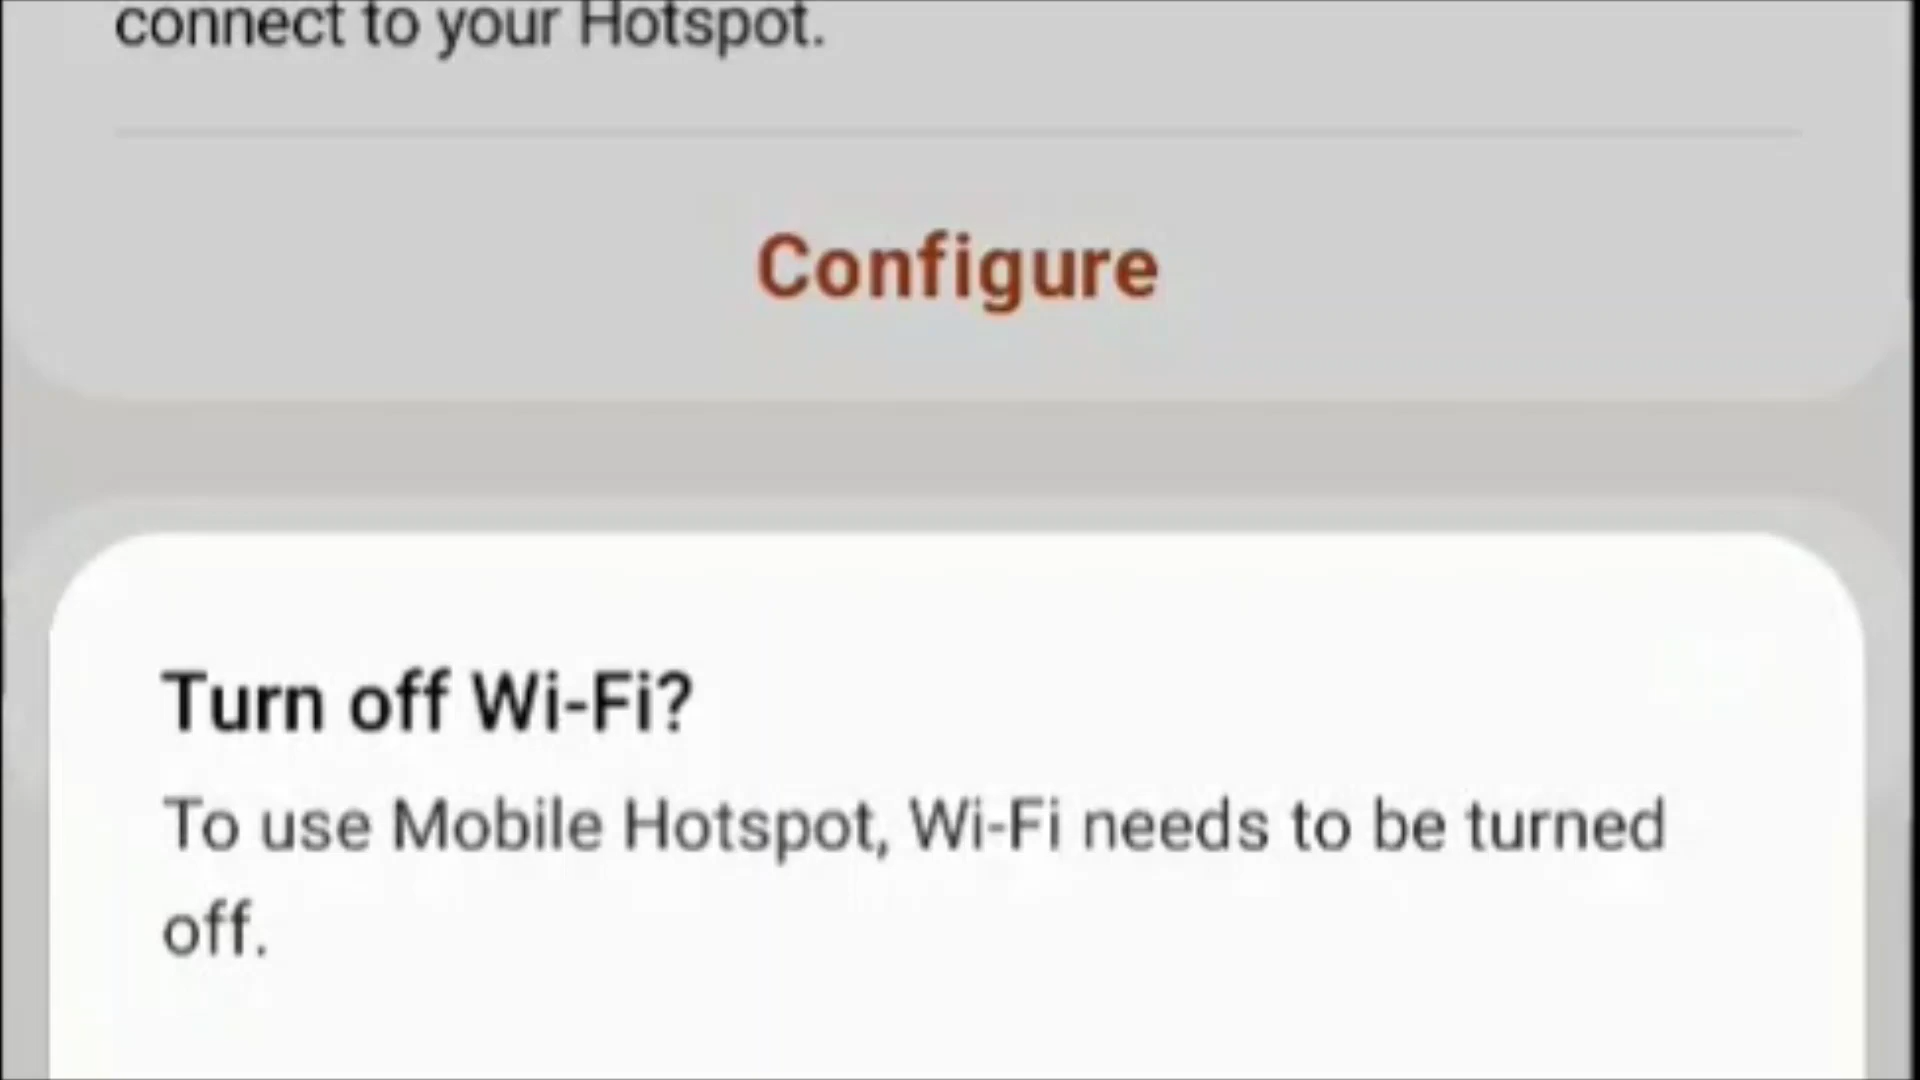 connect to your Hotspot.
Configure
Turn off Wi-Fi?
To use Mobile Hotspot, Wi-Fi needs to be turned
off.